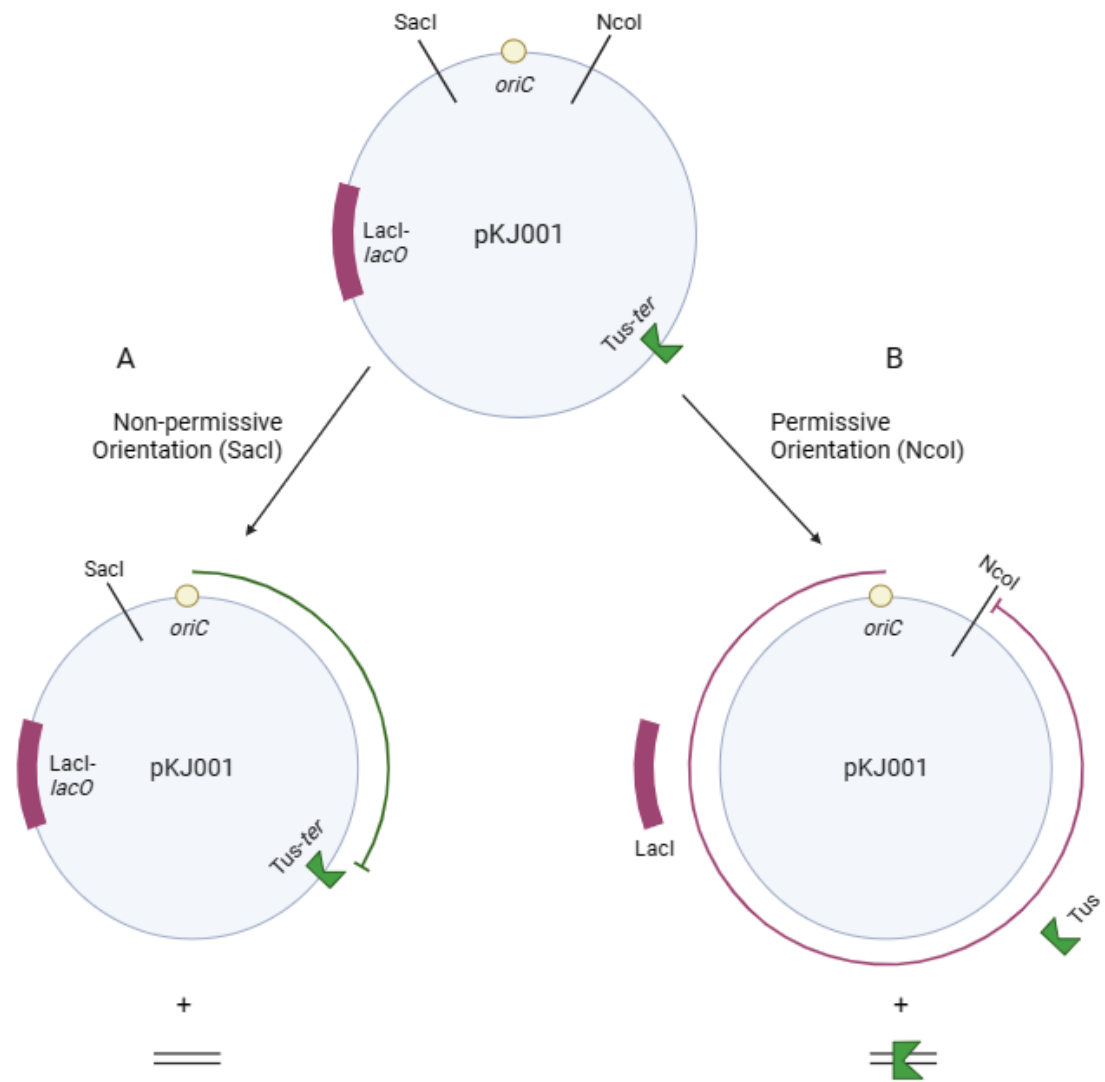 SacI
NcoI
oriC
LacI-
lacO
pKJ001
Tus-ter
A
B
Non-permissive
Orientation (SacI)
Permissive
Orientation (NcoI)
SacI
oriC
LacI-
lacO
pKJ001
Tus-ter
+
NcoI
oriC
pKJ001
LacI
Tus
+